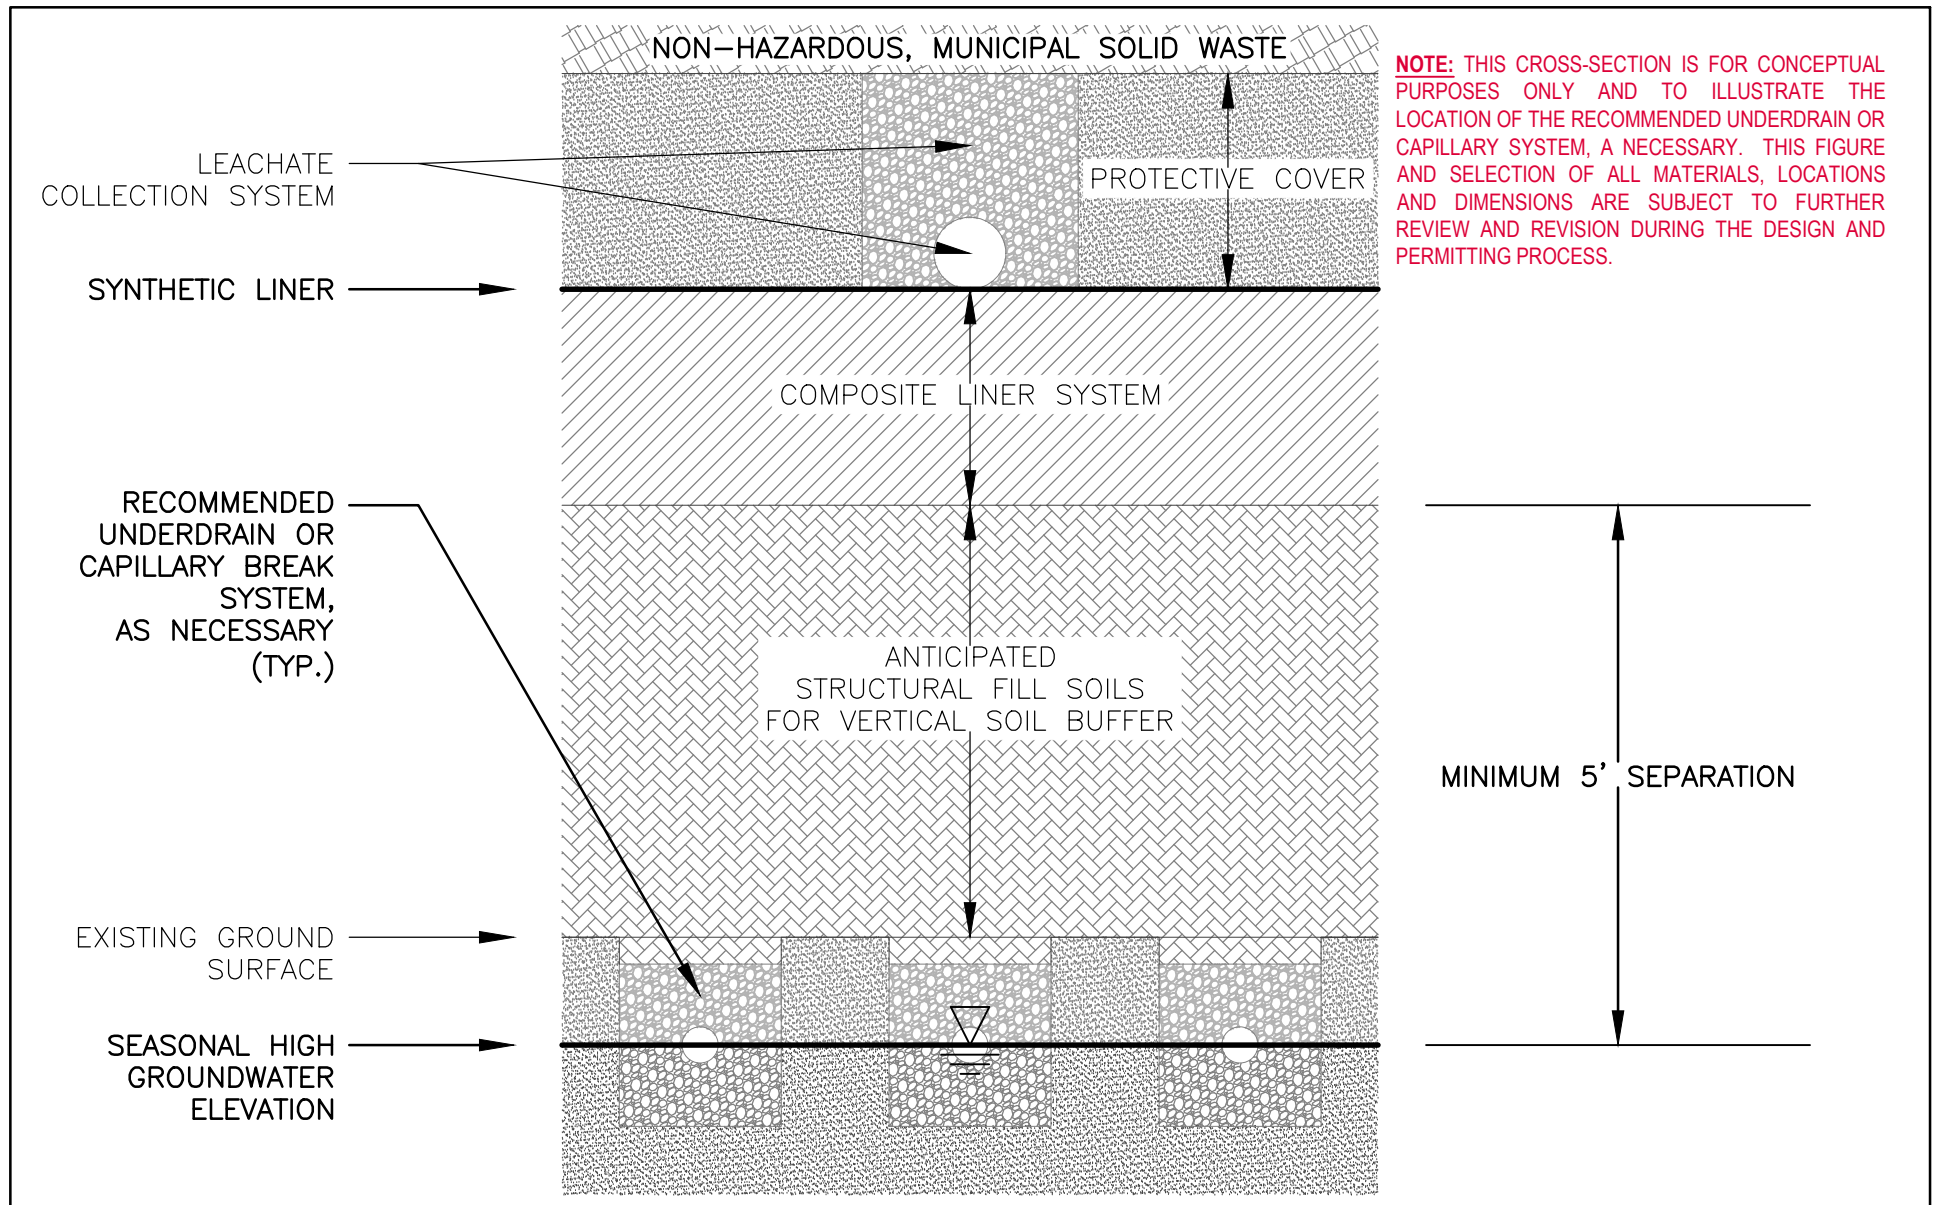 NON-HAZARDOUS, MUNICIPAL SOLID WASTE
NOTE: THIS CROSS-SECTION IS FOR CONCEPTUAL
PURPOSES ONLY AND TO ILLUSTRATE THE
LOCATION OF THE RECOMMENDED UNDERDRAIN OR
CAPILLARY SYSTEM, A NECESSARY. THIS FIGURE
AND SELECTION OF ALL MATERIALS, LOCATIONS
AND DIMENSIONS ARE SUBJECT TO FURTHER
REVIEW AND REVISION DURING THE DESIGN AND
PERMITTING PROCESS.
LEACHATE
COLLECTION SYSTEM
PROTECTIVE COVER
SYNTHETIC LINER
COMPOSITE LINER SYSTEM
RECOMMENDED
UNDERDRAIN OR
CAPILLARY BREAK
SYSTEM,
AS NECESSARY
(TYP.)
ANTICIPATED
STRUCTURAL FILL SOILS
FOR VERTICAL SOIL BUFFER
MINIMUM 5' SEPARATION
EXISTING GROUND
SURFACE
SEASONAL HIGH
GROUNDWATER
ELEVATION